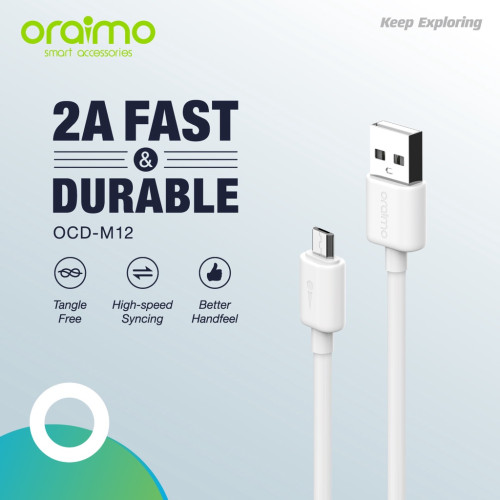 oraimo
smart accessories
Keep Exploring
2A FAST
&
DURABLE
OCD-M12
Tangle
Free
High-speed
Syncing
Better
Handfeel
oraimo